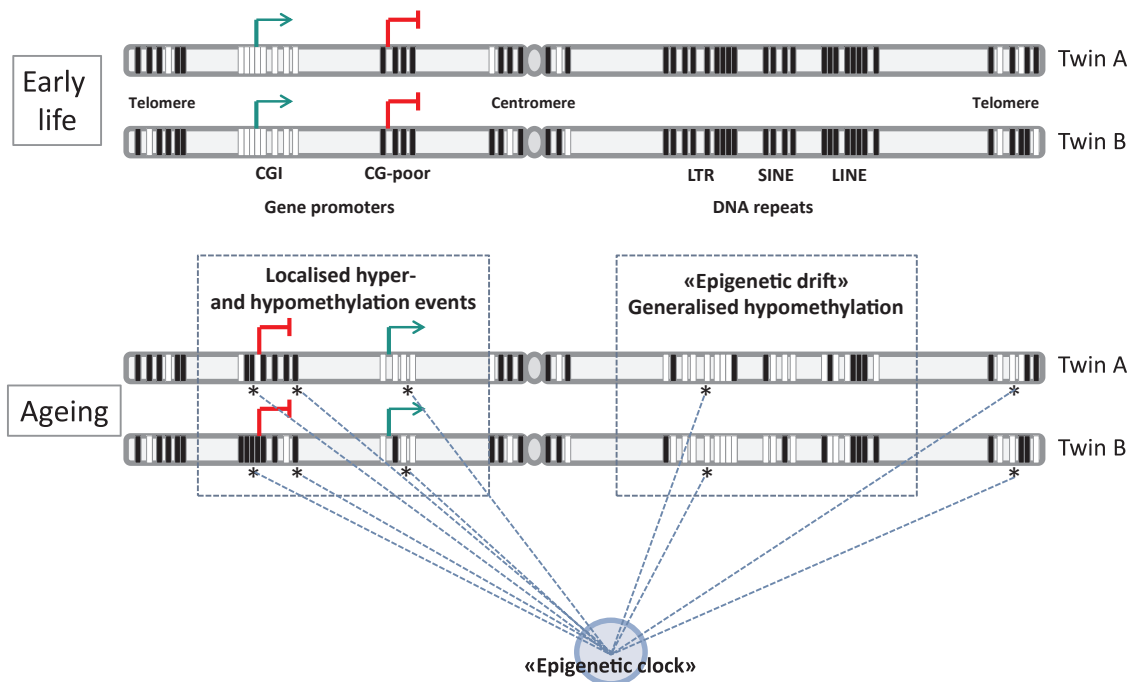 Early
life
Twin A
Telomere
Centromere
Telomere
Twin B
CGI
CG-poor
LTR
SINE
LINE
Gene promoters
DNA repeats
Localised hyper-
and hypomethylation events
«Epigenetic drift»
Generalised hypomethylation
Ageing
Twin A
* * * * *
Twin B
* * * * *
«Epigenetic clock»